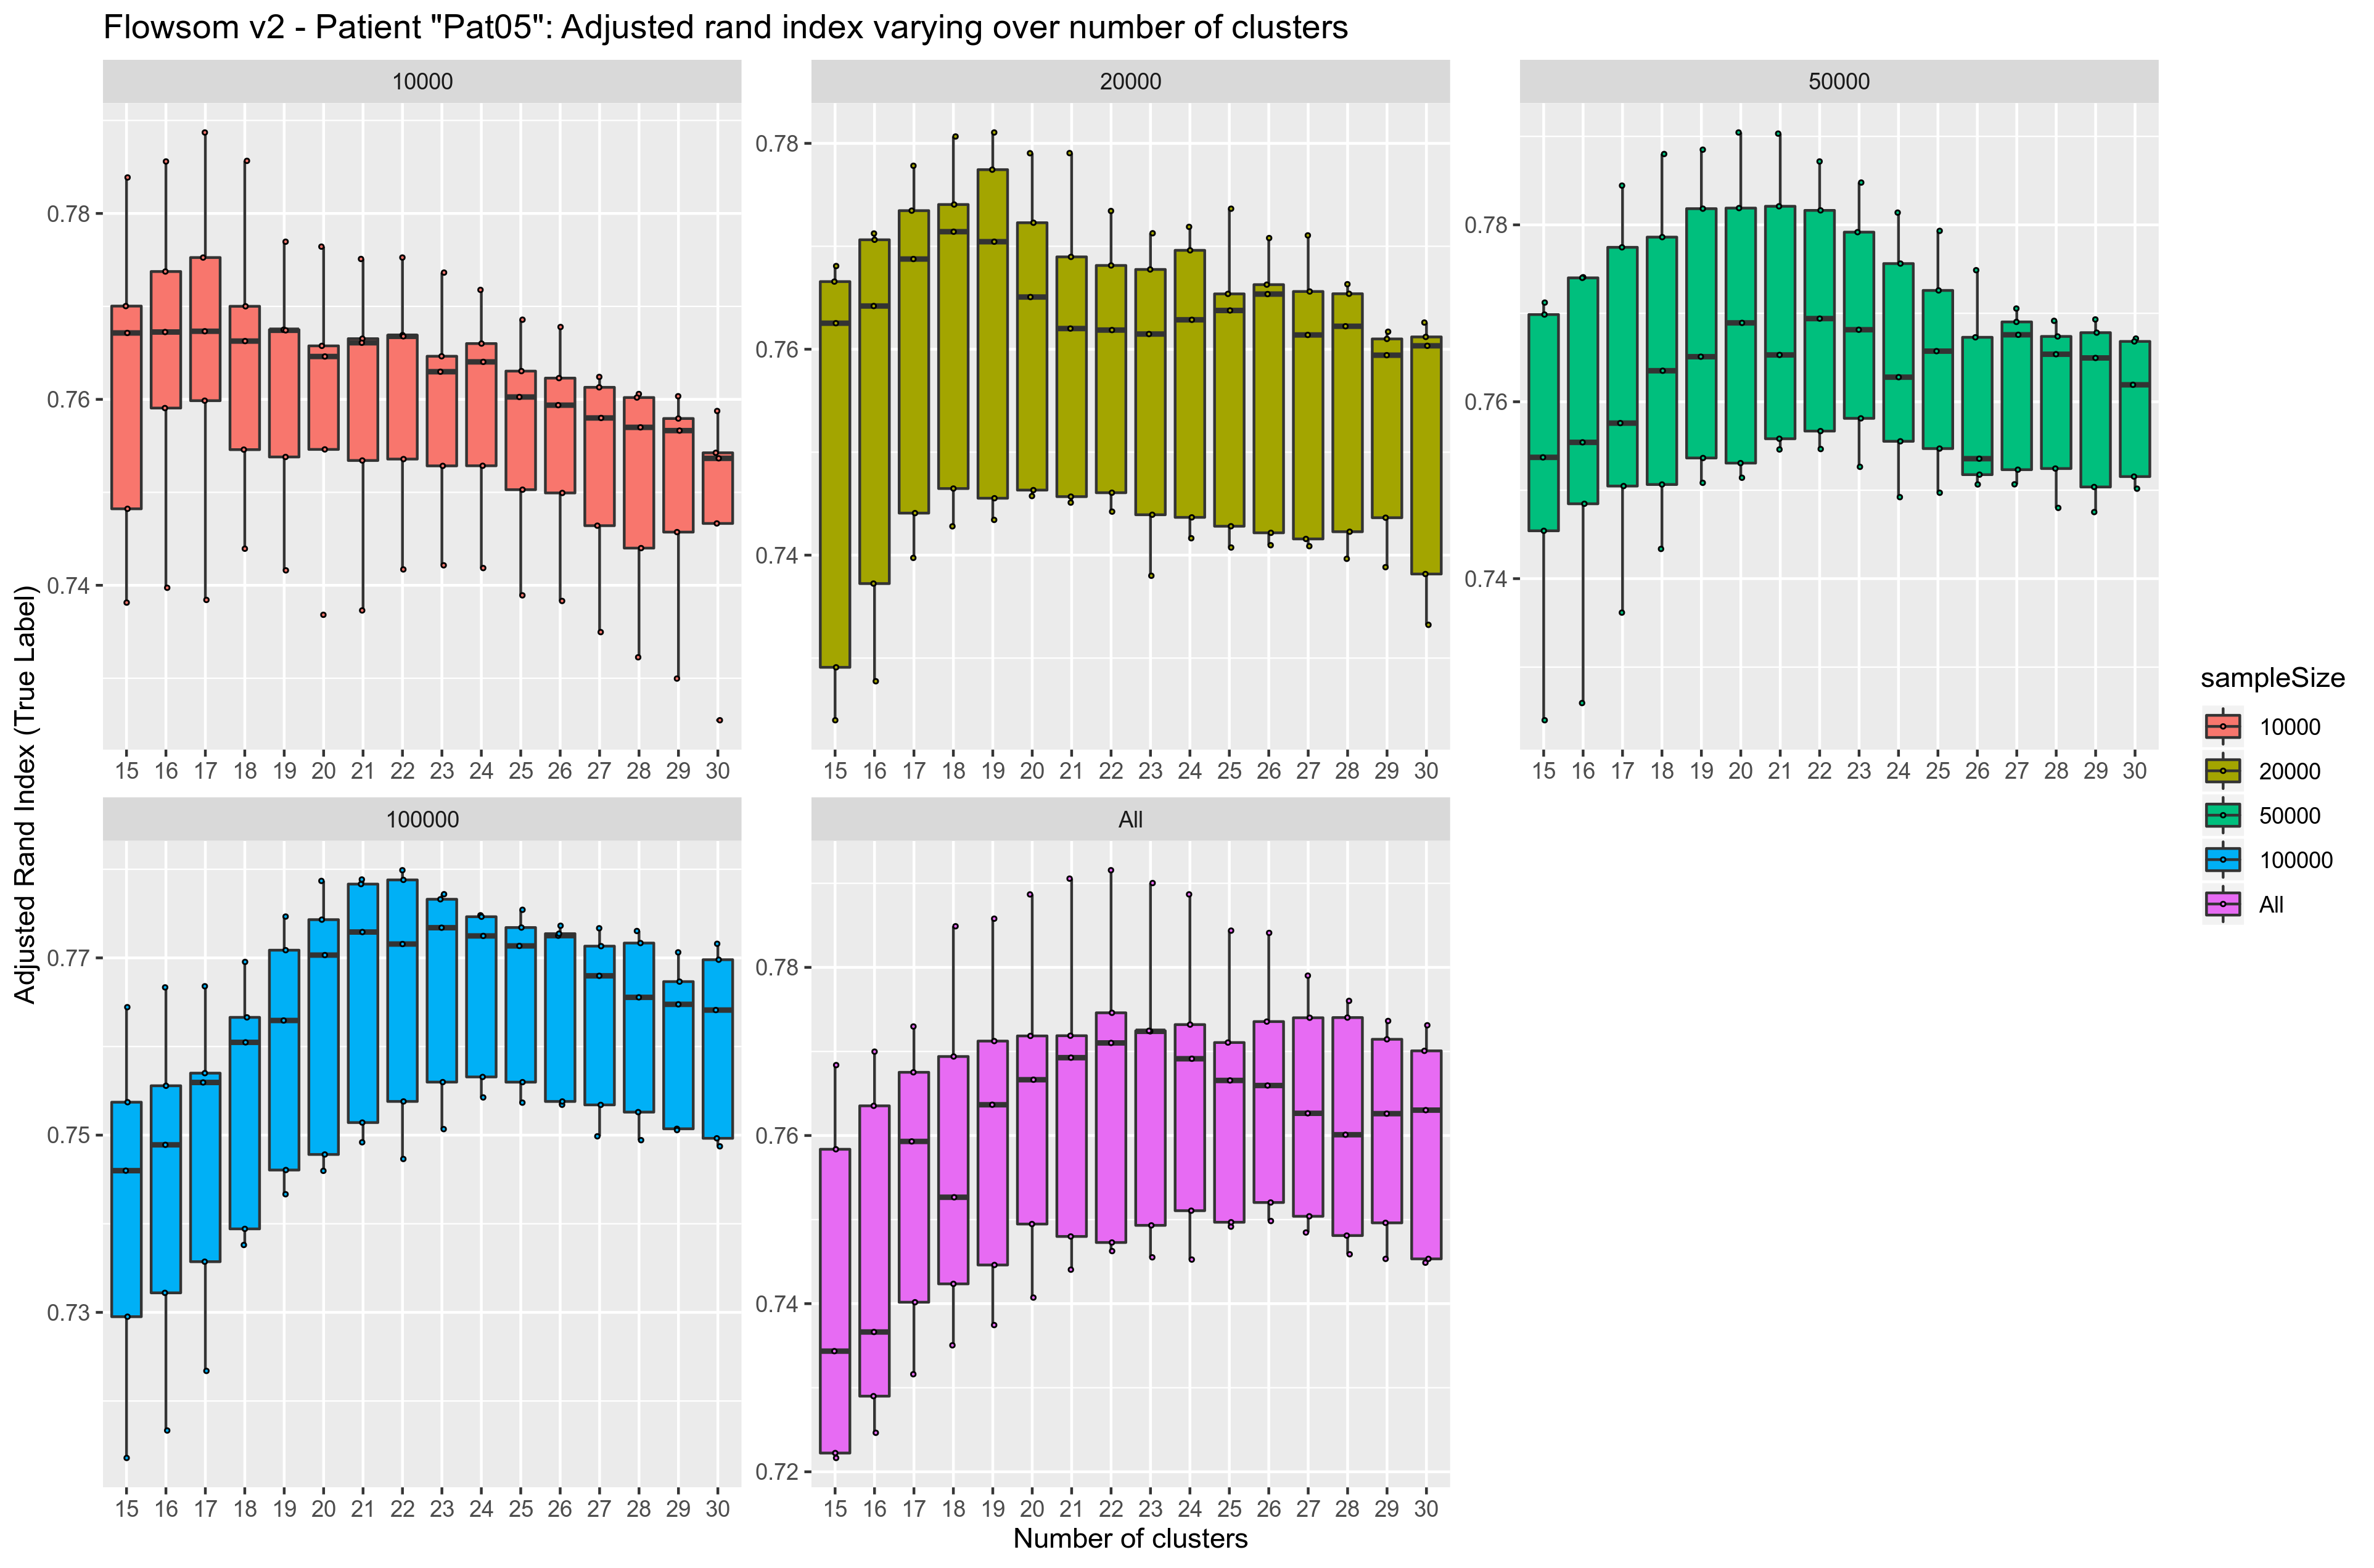 Flowsom v2 - Patient "Pat05": Adjusted rand index varying over number of clusters
10000
20000
50000
0.78
0.76
0.74
0.78
0.76
0.74
0.78
0.76
0.74
15 16 17 18 19 20 21 22 23 24 25 26 27 28 29 30
15 16 17 18 19 20 21 22 23 24 25 26 27 28 29 30
15 16 17 18 19 20 21 22 23 24 25 26 27 28 29 30
Adjusted Rand Index (True Label)
100000
All
0.77
0.75
0.73
0.78
0.76
0.74
0.72
15 16 17 18 19 20 21 22 23 24 25 26 27 28 29 30
15 16 17 18 19 20 21 22 23 24 25 26 27 28 29 30
Number of clusters
sampleSize
10000
20000
50000
100000
All